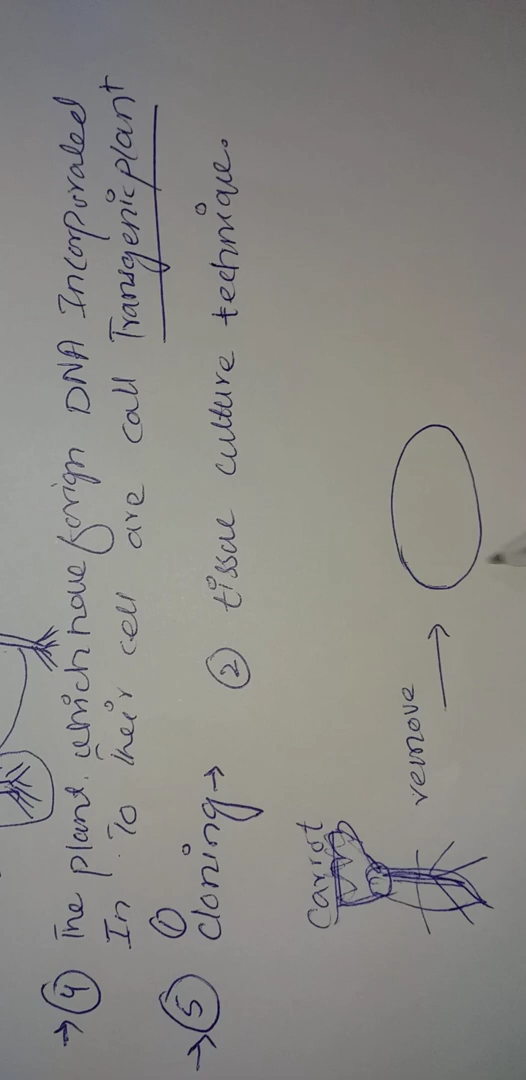 → ④ The plant. which have forign DNA Incorporated
In. To their cell are call Transgenic plant
→ ⑤ ① Cloning → ② tissue culture technique.
Carrot
remove →